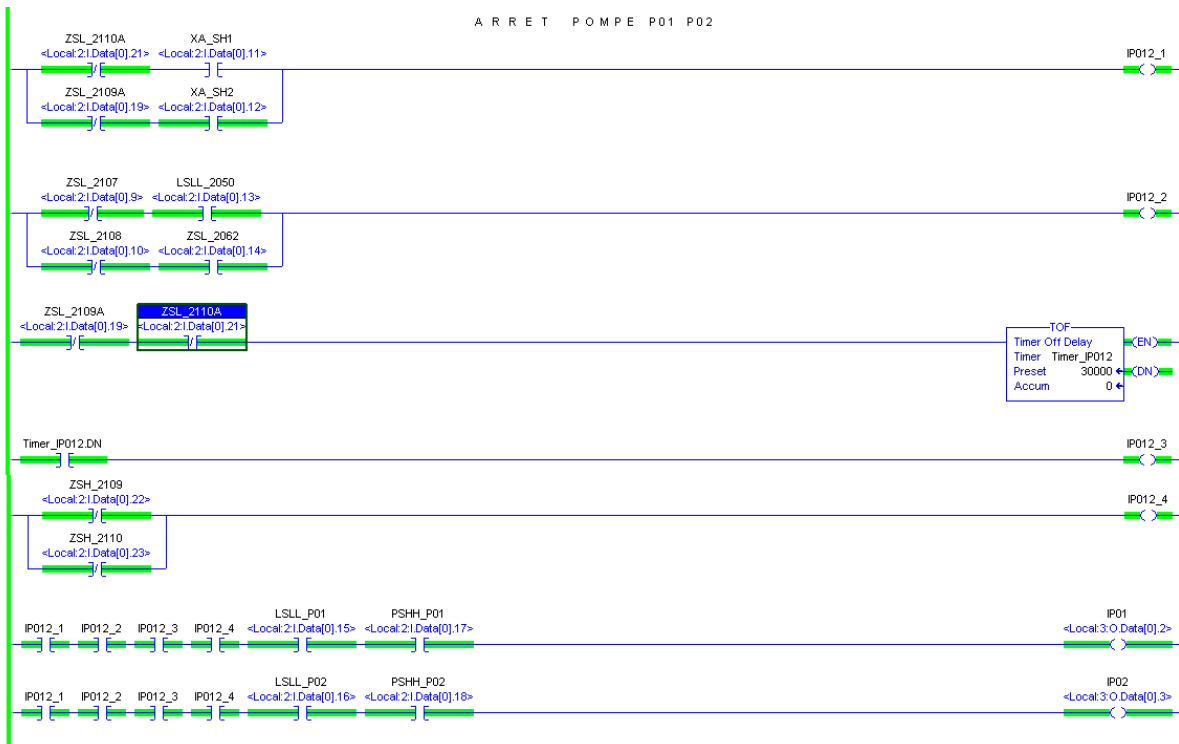 A R R E T P O M P E P01 P02
ZSL_2110A XA_SH1
<Local:2:I.Data[0].21> <Local:2:I.Data[0].11> IP012_1
ZSL_2109A XA_SH2
<Local:2:I.Data[0].19> <Local:2:I.Data[0].12>
ZSL_2107 LSLL_2050
<Local:2:I.Data[0].9> <Local:2:I.Data[0].13> IP012_2
ZSL_2108 ZSL_2062
<Local:2:I.Data[0].10> <Local:2:I.Data[0].14>
ZSL_2109A ZSL_2110A
<Local:2:I.Data[0].19> <Local:2:I.Data[0].21>
TOF
Timer Off Delay EN
Timer Timer_IP012
Preset 30000 DN
Accum 0
Timer_IP012.DN IP012_3
ZSH_2109
<Local:2:I.Data[0].22> IP012_4
ZSH_2110
<Local:2:I.Data[0].23>
LSLL_P01 PSHH_P01 IP01
IP012_1 IP012_2 IP012_3 IP012_4 <Local:2:I.Data[0].15> <Local:2:I.Data[0].17> <Local:3:O.Data[0].2>
LSLL_P02 PSHH_P02 IP02
IP012_1 IP012_2 IP012_3 IP012_4 <Local:2:I.Data[0].16> <Local:2:I.Data[0].18> <Local:3:O.Data[0].3>